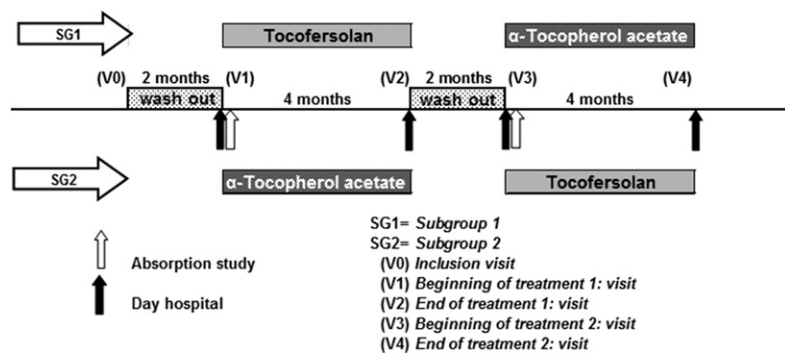 SG1
Tocofersolan
α-Tocopherol acetate
(V0) 2 months (V1) (V2) 2 months (V3) (V4)
wash out 4 months wash out 4 months
α-Tocopherol acetate
Tocofersolan
SG2
SG1= Subgroup 1
SG2= Subgroup 2
(V0) Inclusion visit
(V1) Beginning of treatment 1: visit
(V2) End of treatment 1: visit
(V3) Beginning of treatment 2: visit
(V4) End of treatment 2: visit
Absorption study
Day hospital